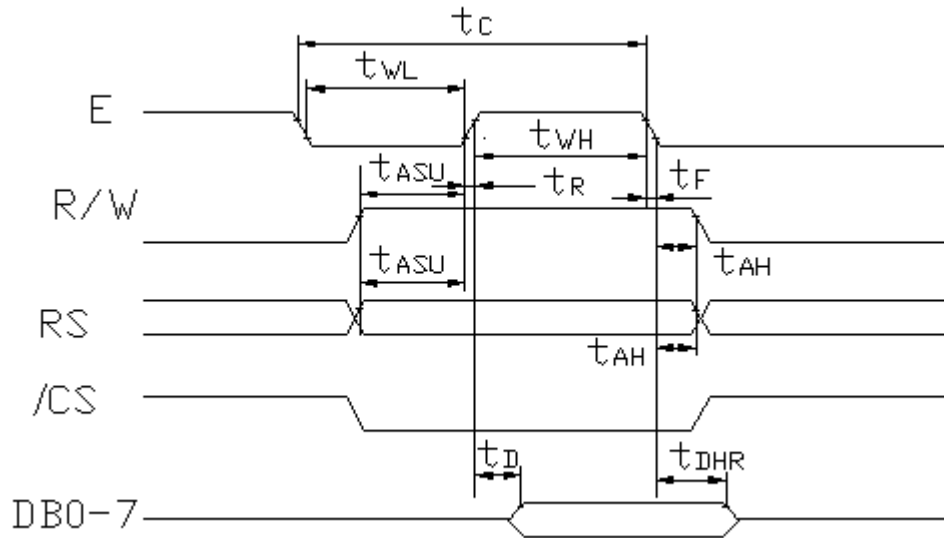 tC
tWL
E
tWH
tASU
tR
tF
R/W
tASU
tAH
RS
tAH
/CS
tD
tDHR
DB0-7